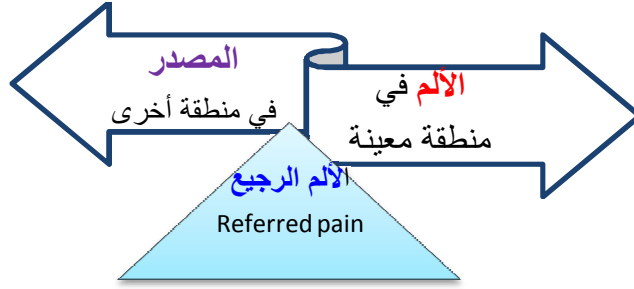 الألم في
منطقة معينة
المصدر
في منطقة أخرى
الألم الرجيع
Referred pain